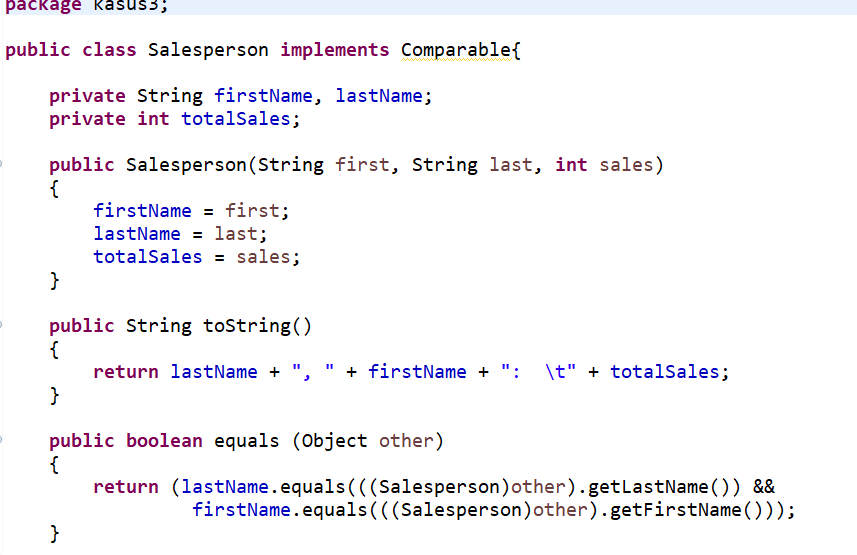 package kasus3;
public class Salesperson implements Comparable{
private String firstName, lastName;
private int totalSales;
public Salesperson(String first, String last, int sales)
{
firstName = first;
lastName = last;
totalSales = sales;
}
public String toString()
{
return lastName + ", " + firstName + ":  \t" + totalSales;
}
public boolean equals (Object other)
{
return (lastName.equals(((Salesperson)other).getLastName()) &&
firstName.equals(((Salesperson)other).getFirstName()));
}